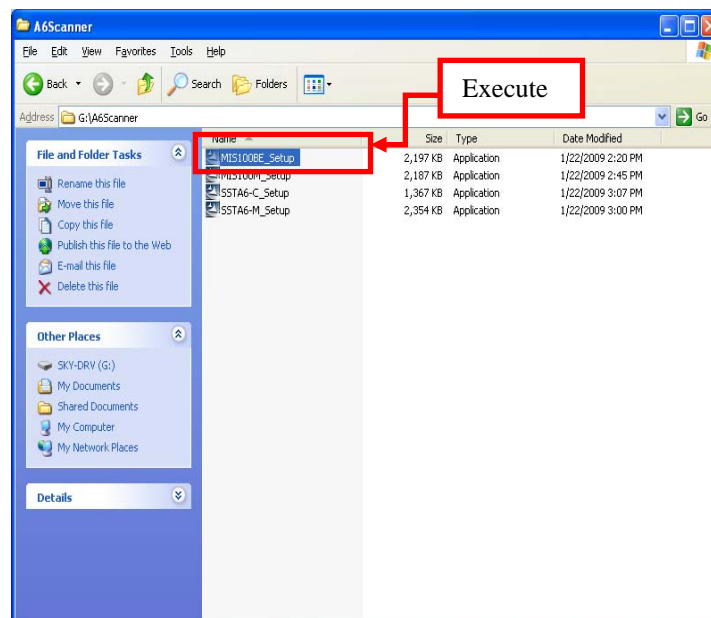 A6Scanner
File Edit View Favorites Tools Help
Back Search Folders
Execute
Address G:\A6Scanner Go
Name Size Type Date Modified
MIS100BE_Setup 2,197 KB Application 1/22/2009 2:20 PM
MIS100M_Setup 2,187 KB Application 1/22/2009 2:45 PM
SSTA6-C_Setup 1,367 KB Application 1/22/2009 3:07 PM
SSTA6-M_Setup 2,354 KB Application 1/22/2009 3:00 PM
File and Folder Tasks
Rename this file
Move this file
Copy this file
Publish this file to the Web
E-mail this file
Delete this file
Other Places
SKY-DRV (G:)
My Documents
Shared Documents
My Computer
My Network Places
Details